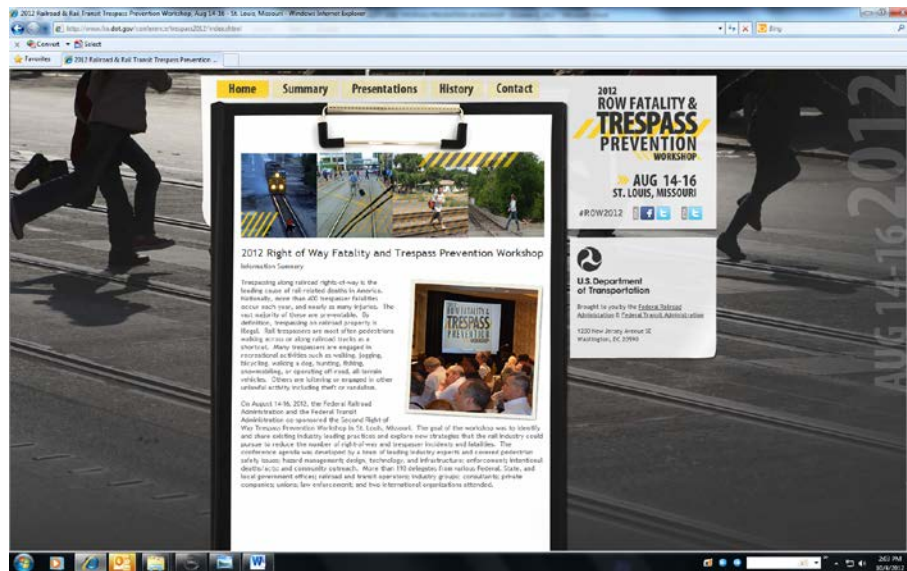 2012 Railroad & Rail Transit Trespass Prevention Workshop, Aug 14-16 - St. Louis, Missouri - Windows Internet Explorer
Bing
x Convert Select
Favorites 2012 Railroad & Rail Transit Trespass Prevention ...
Home Summary Presentations History Contact
2012 Right of Way Fatality and Trespass Prevention Workshop
Information Summary
Trespassing along railroad rights-of-way is the
leading cause of rail-related deaths in America.
Nationally, more than 400 trespasser fatalities
occur each year, and nearly as many injuries. The
vast majority of these are preventable. By
definition, trespassing on railroad property is
illegal. Rail trespassers are most often pedestrians
walking across or along railroad tracks as a
shortcut. Many trespassers are engaged in
recreational activities such as walking, jogging,
bicycling, walking a dog, hunting, fishing,
snowmobiling, or operating off-road, all terrain
vehicles. Others are loitering or engaged in other
unlawful activity including theft or vandalism.
ROW FATALITY &
TRESPASS
PREVENTION
WORKSHOP
On August 14-16, 2012, the Federal Railroad
Administration and the Federal Transit
Administration co-sponsored the Second Right of
Way Trespass Prevention Workshop in St. Louis, Missouri. The goal of the workshop was to identify
and share existing industry leading practices and explore new strategies that the rail industry could
pursue to reduce the number of right-of-way and trespasser incidents and fatalities. The
conference agenda was developed by a team of leading industry experts and covered pedestrian
safety issues; hazard management; design, technology, and infrastructure; enforcement; intentional
deaths/acts; and community outreach. More than 190 delegates from various Federal, State, and
local government offices; railroad and transit operators; industry groups; consultants; private
companies; unions; law enforcement; and two international organizations attended.
2012
ROW FATALITY &
TRESPASS
PREVENTION
WORKSHOP
AUG 14-16
ST. LOUIS, MISSOURI
#ROW2012
U.S. Department
of Transportation
Brought to you by the Federal Railroad
Administration & Federal Transit Administration
1200 New Jersey Avenue SE
Washington, DC 20590
AUG 14-16 2012
2:03 PM
10/4/2012